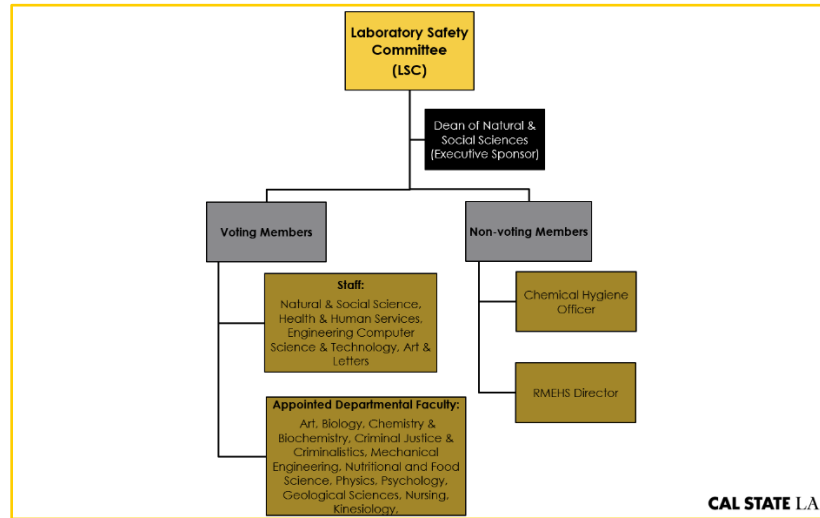 Laboratory Safety
Committee
(LSC)
Dean of Natural &
Social Sciences
(Executive Sponsor)
Voting Members
Non-voting Members
Staff:
Natural & Social Science,
Health & Human Services,
Engineering Computer
Science & Technology, Art &
Letters
Chemical Hygiene
Officer
RMEHS Director
Appointed Departmental Faculty:
Art, Biology, Chemistry &
Biochemistry, Criminal Justice &
Criminalistics, Mechanical
Engineering, Nutritional and Food
Science, Physics, Psychology,
Geological Sciences, Nursing,
Kinesiology,
CAL STATE LA